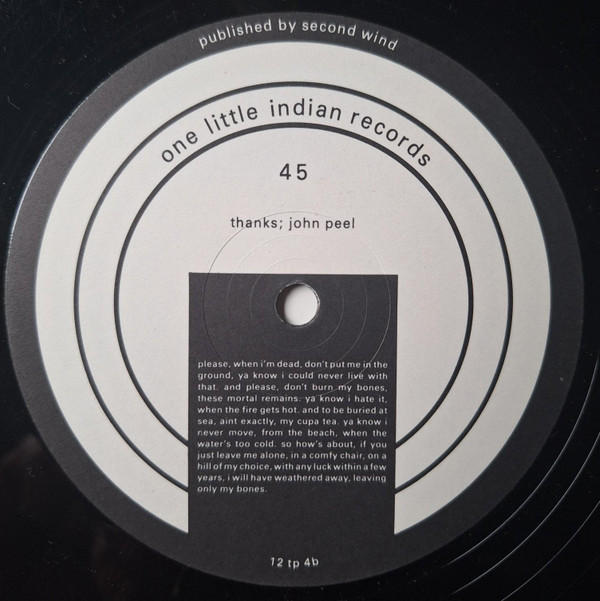 published by second wind
one little indian records
45
thanks; john peel
please, when i'm dead, don't put me in the
ground, ya know i could never live with
that. and please, don't burn my bones,
these mortal remains. ya know i hate it,
when the fire gets hot. and to be buried at
sea, aint exactly, my cupa tea. ya know i
never move, from the beach, when the
water's too cold. so how's about, if you
just leave me alone, in a comfy chair, on a
hill of my choice, with any luck within a few
years, i will have weathered away, leaving
only my bones.
12 tp 4b